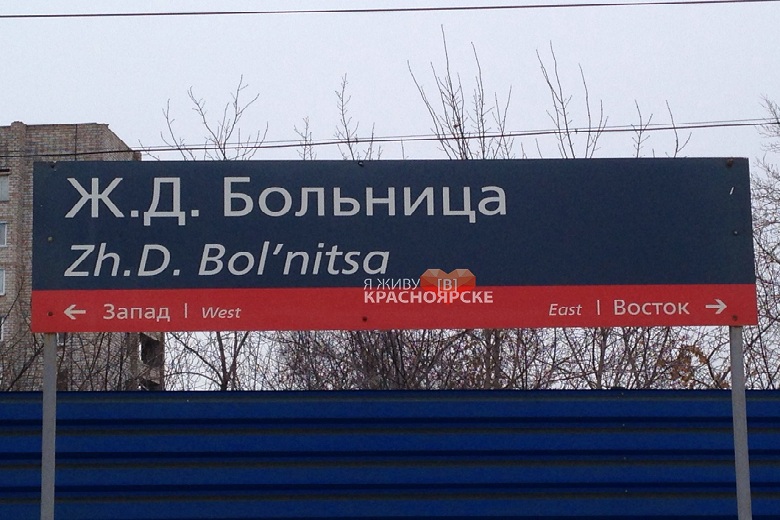 Ж.Д. Больница
Zh.D. Bol'nitsa
Я ЖИВУ [В]
КРАСНОЯРСКЕ
← Запад | West
East | Восток →